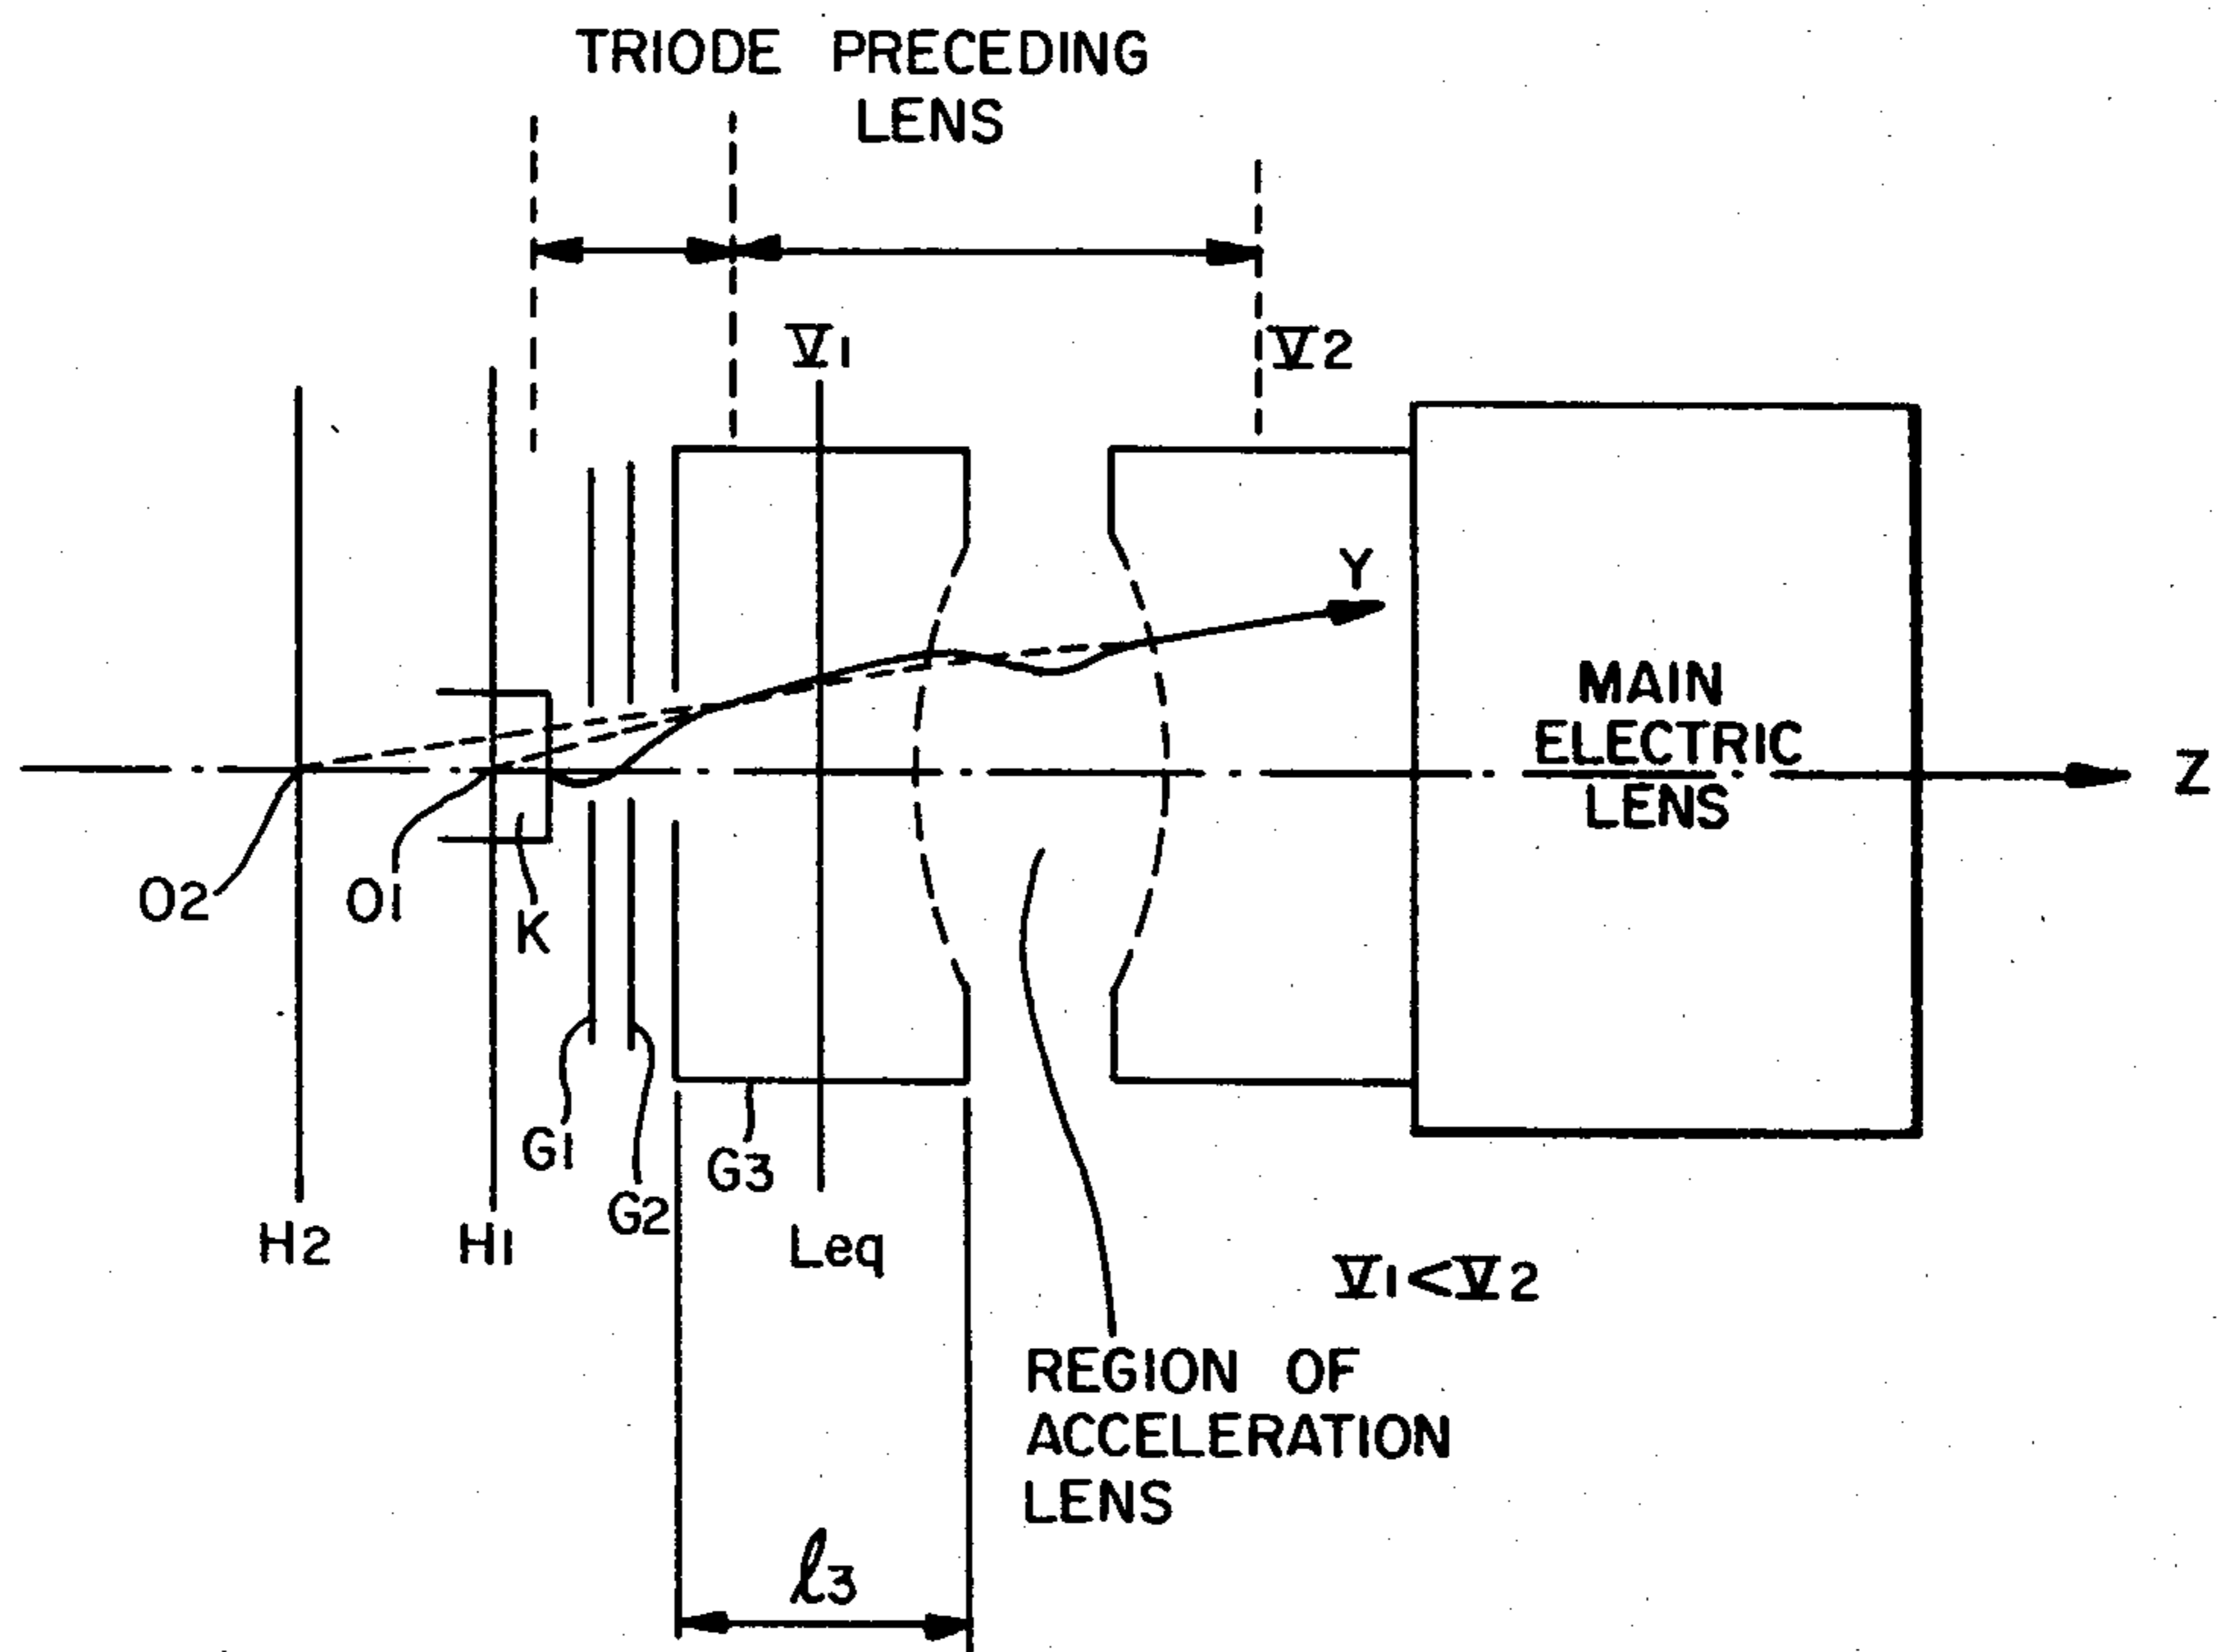 TRIODE PRECEDING
LENS
V1
V2
Y
MAIN
ELECTRIC
LENS
Z
O2
O1
K
G1
G2
G3
H2
H1
Leq
V1<V2
REGION OF
ACCELERATION
LENS
ℓ3